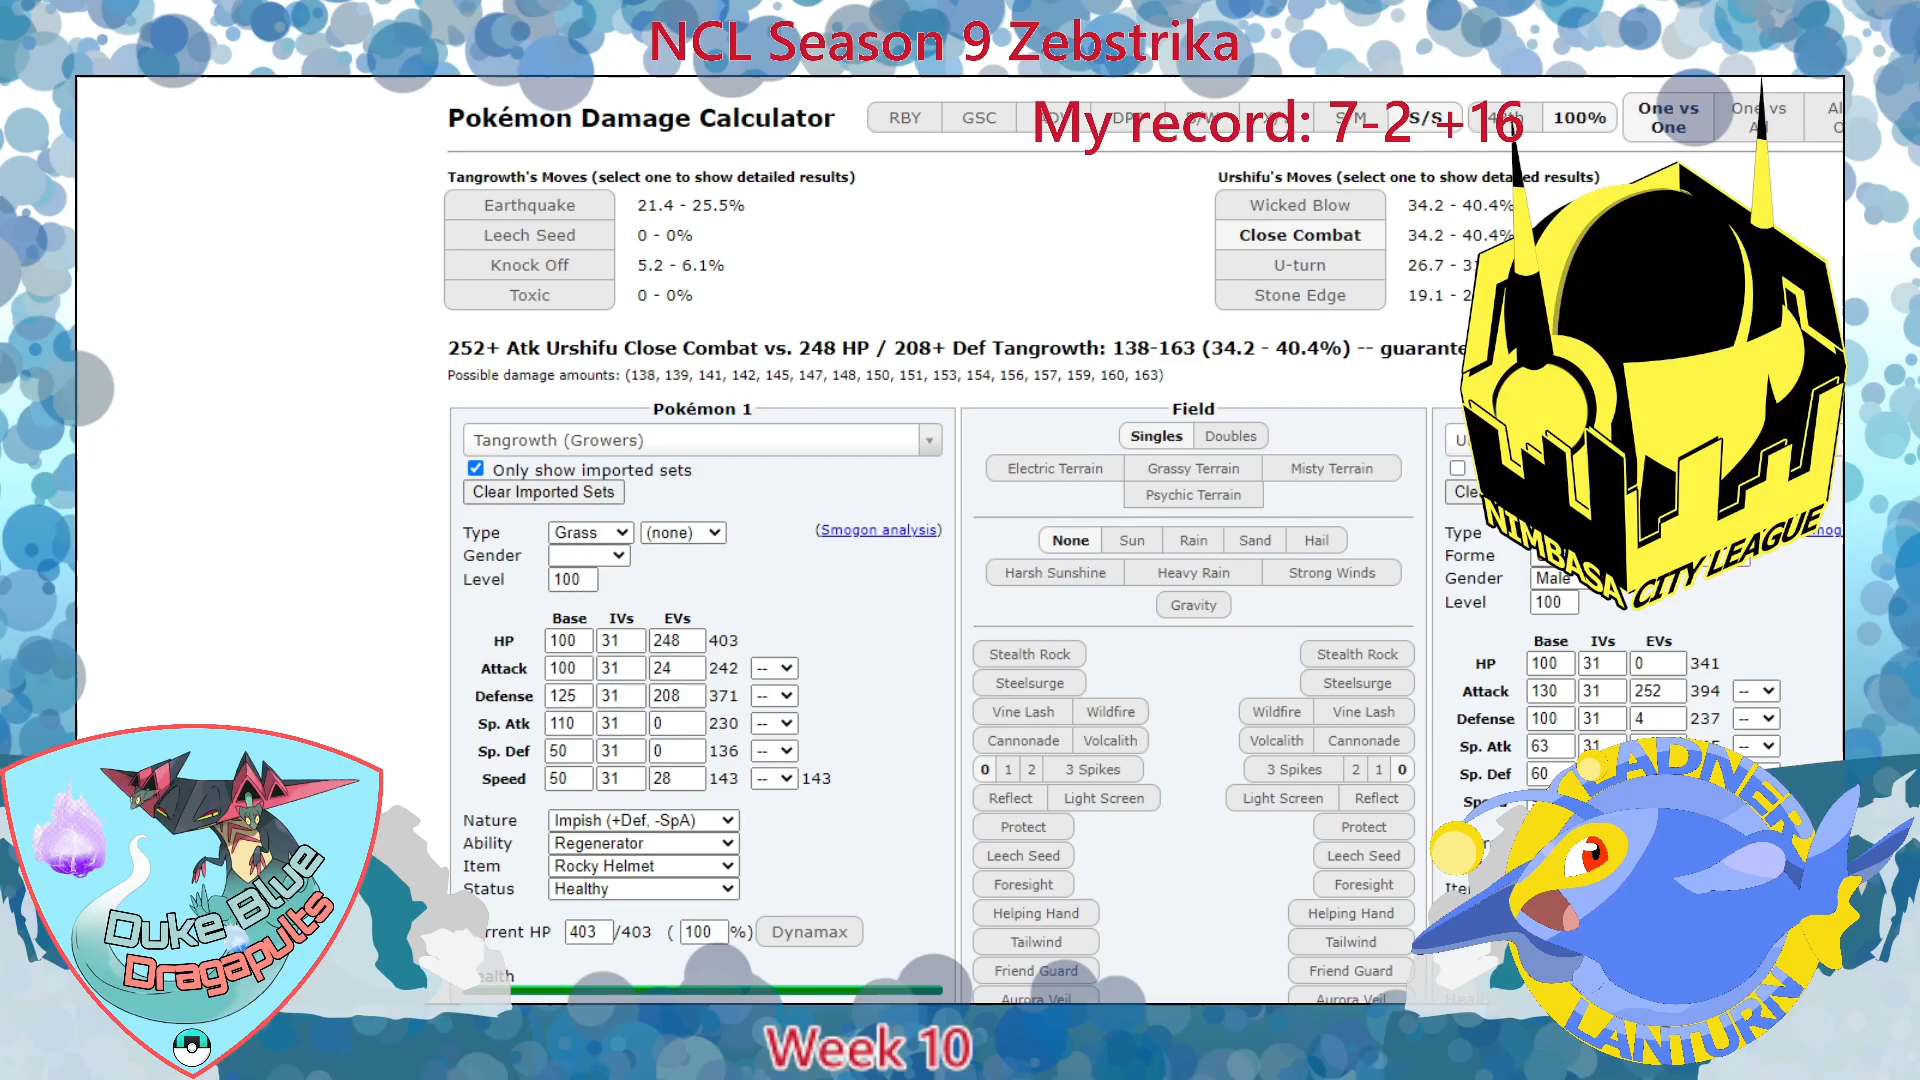 NCL Season 9 Zebstrika
My record: 7-2 +16
Pokémon Damage Calculator
RBY GSC S/S 100% One vs One
Tangrowth's Moves (select one to show detailed results)
Earthquake 21.4 - 25.5%
Leech Seed 0 - 0%
Knock Off 5.2 - 6.1%
Toxic 0 - 0%
Urshifu's Moves (select one to show detailed results)
Wicked Blow 34.2 - 40.4%
Close Combat 34.2 - 40.4%
U-turn 26.7 -
Stone Edge 19.1 -
252+ Atk Urshifu Close Combat vs. 248 HP / 208+ Def Tangrowth: 138-163 (34.2 - 40.4%) --
Possible damage amounts: (138, 139, 141, 142, 145, 147, 148, 150, 151, 153, 154, 156, 157, 159, 160, 163)
Pokémon 1
Tangrowth (Growers)
Only show imported sets
Clear Imported Sets
Type Grass (none) (Smogon analysis)
Gender
Level 100
Base IVs EVs
HP 100 31 248 403
Attack 100 31 24 242 --
Defense 125 31 208 371 --
Sp. Atk 110 31 0 230 --
Sp. Def 50 31 0 136 --
Speed 50 31 28 143 -- 143
Nature Impish (+Def, -SpA)
Ability Regenerator
Item Rocky Helmet
Status Healthy
HP 403 /403 ( 100 %) Dynamax
Field
Singles Doubles
Electric Terrain Grassy Terrain Misty Terrain
Psychic Terrain
None Sun Rain Sand Hail
Harsh Sunshine Heavy Rain Strong Winds
Gravity
Stealth Rock Stealth Rock
Steelsurge Steelsurge
Vine Lash Wildfire Wildfire Vine Lash
Cannonade Volcalith Volcalith Cannonade
0 1 2 3 Spikes 3 Spikes 2 1 0
Reflect Light Screen Light Screen Reflect
Protect Protect
Leech Seed Leech Seed
Foresight Foresight
Helping Hand Helping Hand
Tailwind Tailwind
Friend Guard Friend Guard
Aurora Veil Aurora Veil
Type
Forme
Gender Male
Level 100
Base IVs EVs
HP 100 31 0 341
Attack 130 31 252 394 --
Defense 100 31 4 237 --
Sp. Atk 63 --
Sp. Def 60
NIMBASA CITY LEAGUE
Duke Blue
Dragapults
LADNER
LANTURN
Week 10